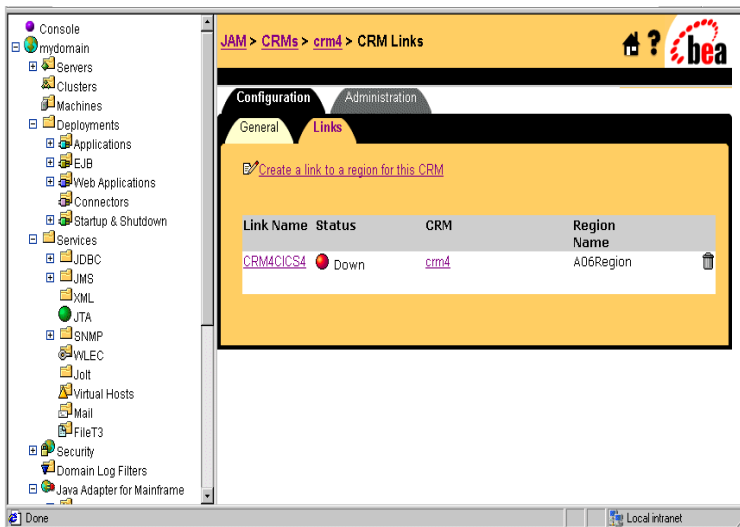 Console
mydomain
Servers
Clusters
Machines
Deployments
Applications
EJB
Web Applications
Connectors
Startup & Shutdown
Services
JDBC
JMS
XML
JTA
SNMP
WLEC
Jolt
Virtual Hosts
Mail
FileT3
Security
Domain Log Filters
Java Adapter for Mainframe
JAM > CRMs > crm4 > CRM Links
?
bea
Configuration Administration
General Links
Create a link to a region for this CRM
Link Name Status CRM Region
Name
CRM4CICS4 Down crm4 A06Region
Done Local intranet